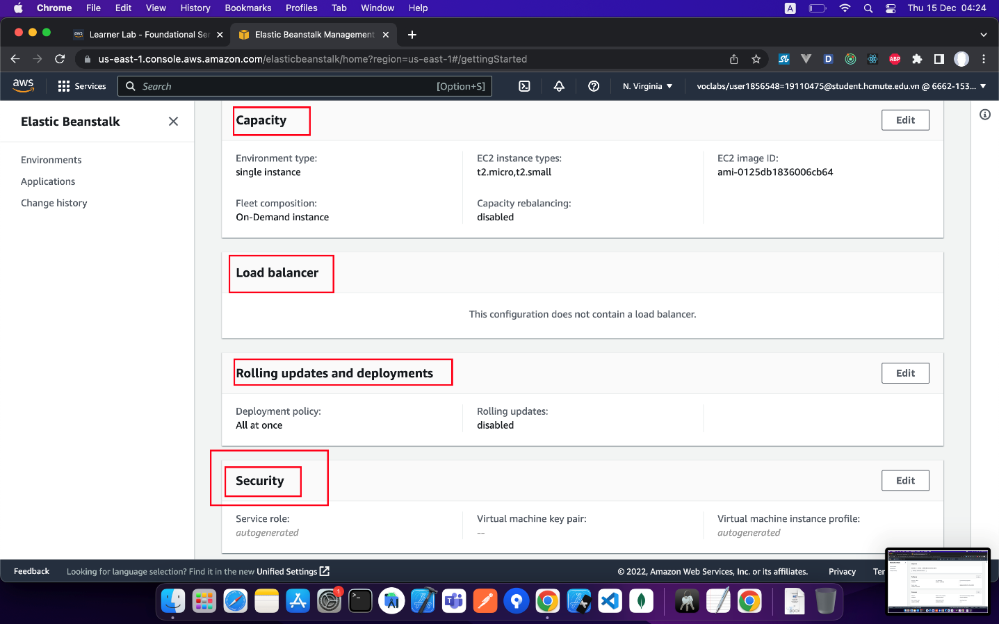 Chrome File Edit View History Bookmarks Profiles Tab Window Help A Thu 15 Dec 04:24
aws Learner Lab - Foundational Ser Elastic Beanstalk Management
us-east-1.console.aws.amazon.com/elasticbeanstalk/home?region=us-east-1#/gettingStarted ABP
aws Services Search [Option+S] N. Virginia voclabs/user1856548=19110475@student.hcmute.edu.vn @ 6662-153...
Elastic Beanstalk
Environments
Applications
Change history
Capacity Edit
Environment type: EC2 instance types: EC2 image ID:
single instance t2.micro,t2.small ami-0125db1836006cb64
Fleet composition: Capacity rebalancing:
On-Demand instance disabled
Load balancer
This configuration does not contain a load balancer.
Rolling updates and deployments Edit
Deployment policy: Rolling updates:
All at once disabled
Security Edit
Service role: Virtual machine key pair: Virtual machine instance profile:
autogenerated -- autogenerated
Feedback Looking for language selection? Find it in the new Unified Settings © 2022, Amazon Web Services, Inc. or its affiliates. Privacy Ter
1
DOCX